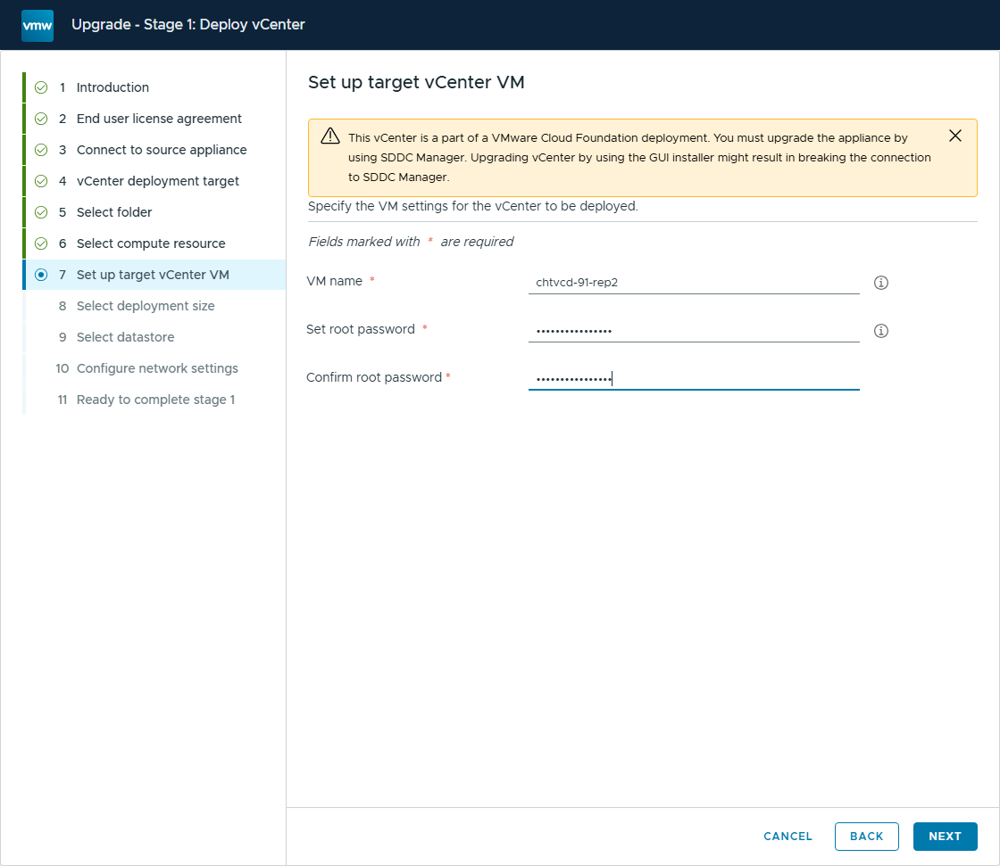 vmw
Upgrade - Stage 1: Deploy vCenter
1 Introduction
2 End user license agreement
3 Connect to source appliance
4 vCenter deployment target
5 Select folder
6 Select compute resource
7 Set up target vCenter VM
8 Select deployment size
9 Select datastore
10 Configure network settings
11 Ready to complete stage 1
Set up target vCenter VM
This vCenter is a part of a VMware Cloud Foundation deployment. You must upgrade the appliance by
using SDDC Manager. Upgrading vCenter by using the GUI installer might result in breaking the connection
to SDDC Manager.
Specify the VM settings for the vCenter to be deployed.
Fields marked with * are required
VM name *
chtvcd-91-rep2
Set root password *
••••••••••••••••
Confirm root password *
••••••••••••••••
CANCEL
BACK
NEXT